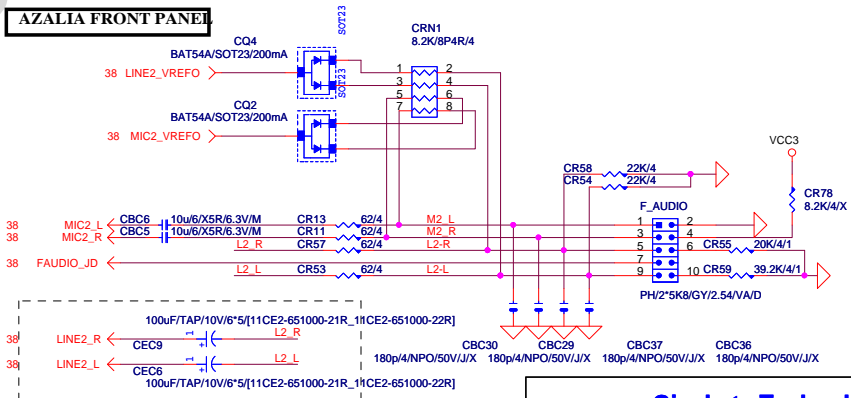 AZALIA FRONT PANEL
SOT23
CRN1
8.2K/8P4R/4
CQ4
BAT54A/SOT23/200mA
38 LINE2_VREFO
1 2
3 4
5 6
7 8
SOT23
CQ2
BAT54A/SOT23/200mA
38 MIC2_VREFO
VCC3
CR58 22K/4
CR54 22K/4
CR78
8.2K/4/X
F_AUDIO
38 MIC2_L CBC6 10u/6/X5R/6.3V/M CR13 62/4 M2_L 1 2
38 MIC2_R CBC5 10u/6/X5R/6.3V/M CR11 62/4 M2_R 3 4
L2_R CR57 62/4 L2-R 5 6 CR55 20K/4/1
38 FAUDIO_JD 7
L2_L CR53 62/4 L2-L 9 10 CR59 39.2K/4/1
PH/2*5K8/GY/2.54/VA/D
100uF/TAP/10V/6*5/[11CE2-651000-21R_11CE2-651000-22R]
38 LINE2_R 1 + L2_R
CEC9
38 LINE2_L 1 + L2_L
CEC6
100uF/TAP/10V/6*5/[11CE2-651000-21R_11CE2-651000-22R]
CBC30 CBC29 CBC37 CBC36
180p/4/NPO/50V/J/X 180p/4/NPO/50V/J/X 180p/4/NPO/50V/J/X 180p/4/NPO/50V/J/X